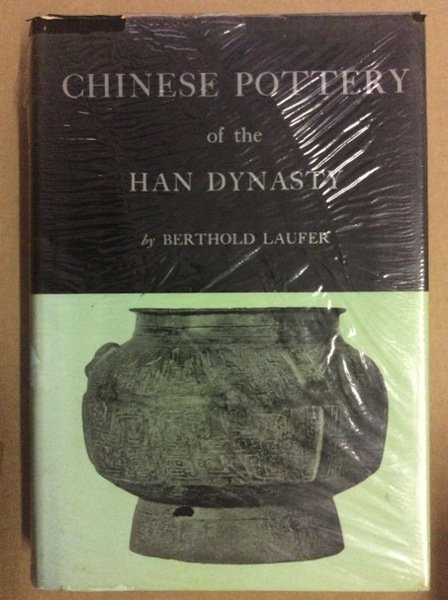 CHINESE POTTERY
of the
HAN DYNASTY
by BERTHOLD LAUFER